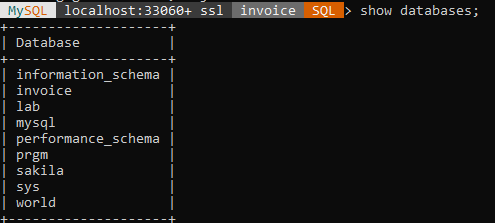 MySQL localhost:33060+ ssl invoice SQL > show databases;
+--------------------+
| Database           |
+--------------------+
| information_schema |
| invoice            |
| lab                |
| mysql              |
| performance_schema |
| prgm               |
| sakila             |
| sys                |
| world              |
+--------------------+